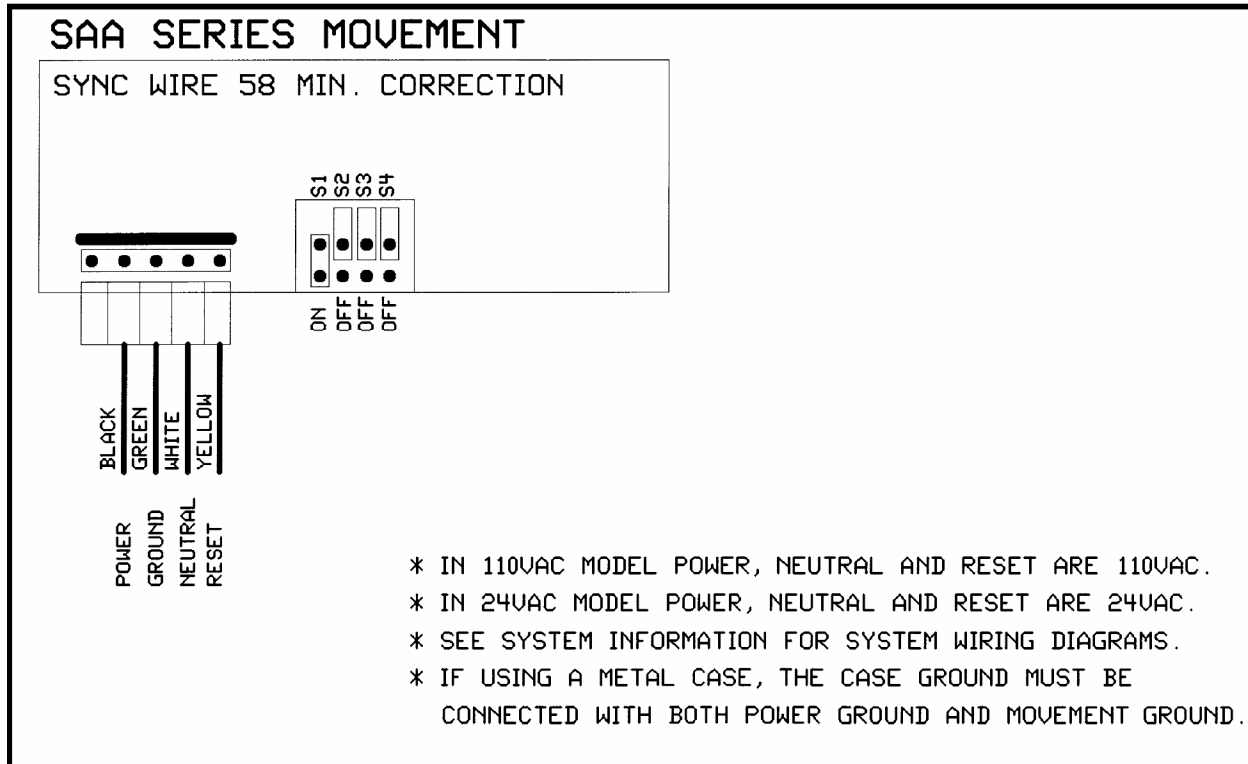 SAA SERIES MOVEMENT
SYNC WIRE 58 MIN. CORRECTION
S1
S2
S3
S4
ON
OFF
OFF
OFF
BLACK
GREEN
WHITE
YELLOW
POWER
GROUND
NEUTRAL
RESET
* IN 110VAC MODEL POWER, NEUTRAL AND RESET ARE 110VAC.
* IN 24VAC MODEL POWER, NEUTRAL AND RESET ARE 24VAC.
* SEE SYSTEM INFORMATION FOR SYSTEM WIRING DIAGRAMS.
* IF USING A METAL CASE, THE CASE GROUND MUST BE
CONNECTED WITH BOTH POWER GROUND AND MOVEMENT GROUND.